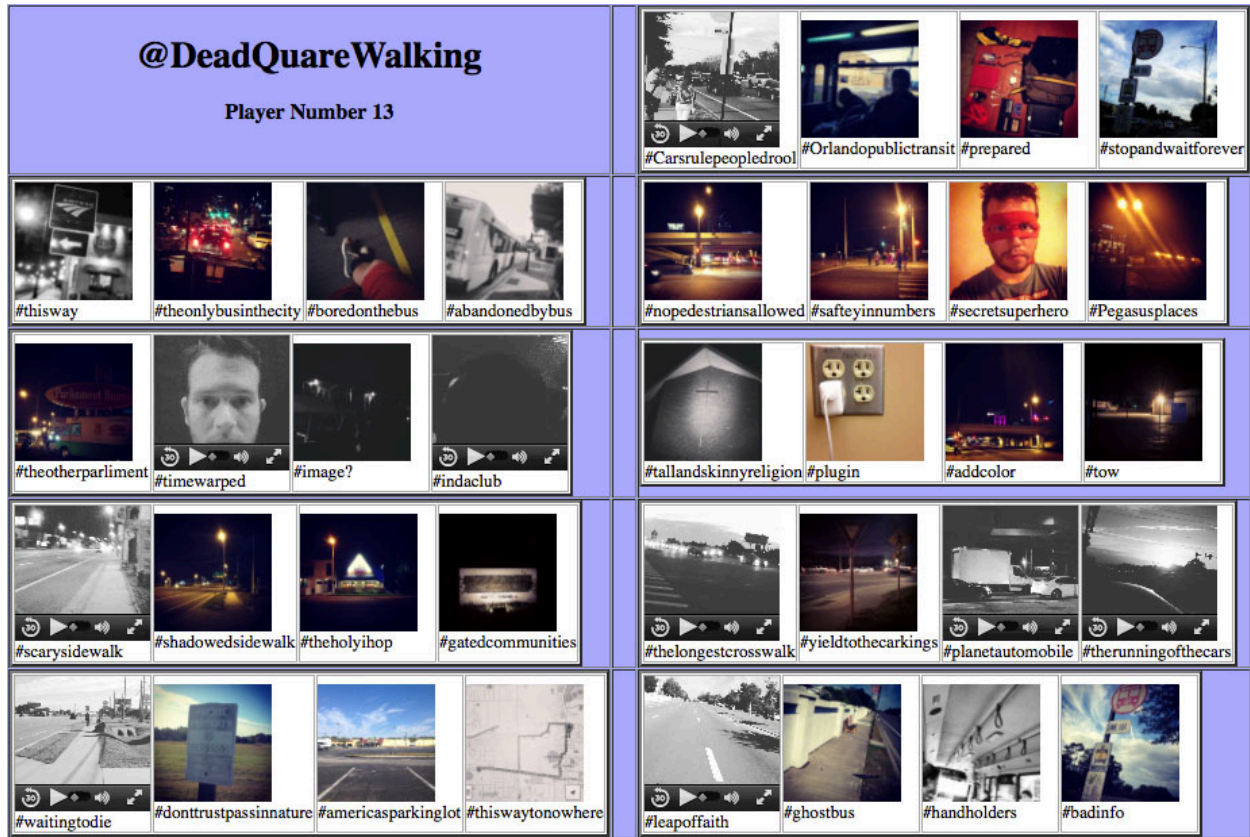 @DeadQuareWalking
Player Number 13
#Carsrulepeopledrool
#Orlandopublictransit
#prepared
#stopandwaitforever
#thisway
#theonlybusinthecity
#boredonthebus
#abandonedbybus
#nopedestriansallowed
#safteyinnumbers
#secretsuperhero
#Pegasusplaces
#theotherparliment
#timewarped
#image?
#indaclub
#tallandskinnyreligion
#plugin
#addcolor
#tow
#scarysidewalk
#shadowedsidewalk
#theholyihop
#gatedcommunities
#thelongestcrosswalk
#yieldtothecarkings
#planetautomobile
#therunningofthecars
#waitingtodie
#donttrustpassinnature
#americasparkinglot
#thiswaytonowhere
#leapoffaith
#ghostbus
#handholders
#badinfo